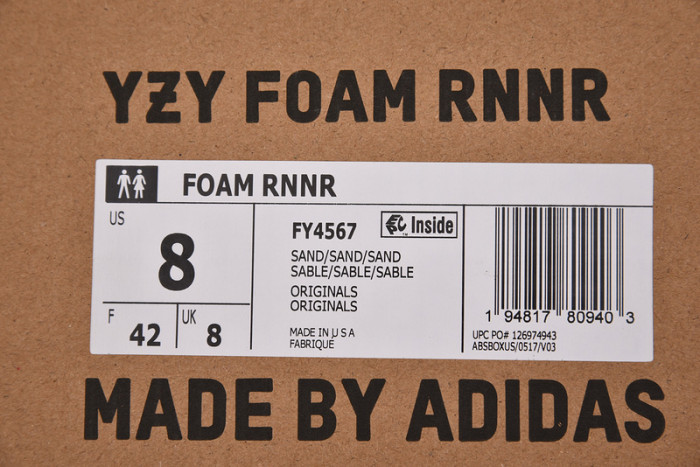 YZY FOAM RNNR
FOAM RNNR
US
8
F
42
UK
8
FY4567
Inside
SAND/SAND/SAND
SABLE/SABLE/SABLE
ORIGINALS
ORIGINALS
MADE IN U S A
FABRIQUÉ
1 94817 80940 3
UPC PO# 126974943
ABSBOXUS/0517/V03
MADE BY ADIDAS